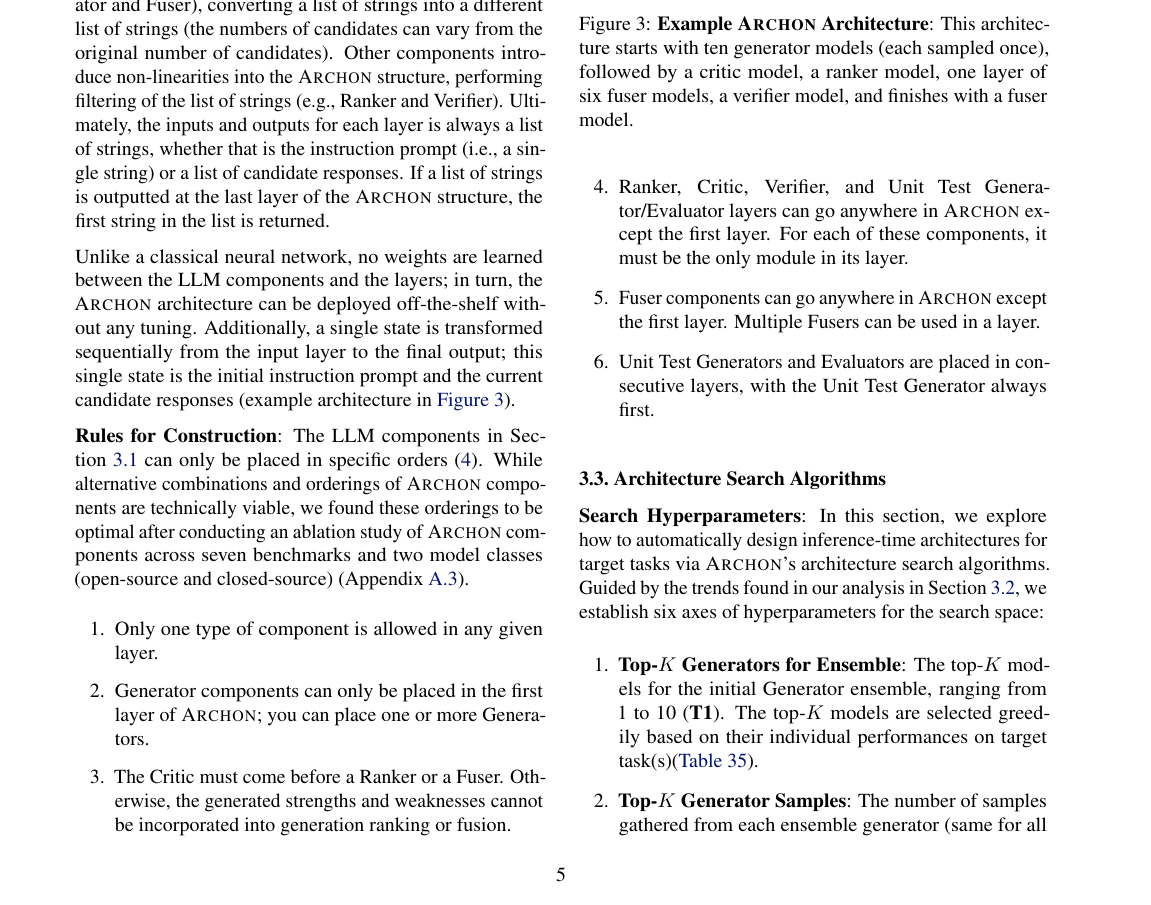 ator and Fuser), converting a list of strings into a different
list of strings (the numbers of candidates can vary from the
original number of candidates). Other components intro-
duce non-linearities into the ARCHON structure, performing
filtering of the list of strings (e.g., Ranker and Verifier). Ulti-
mately, the inputs and outputs for each layer is always a list
of strings, whether that is the instruction prompt (i.e., a sin-
gle string) or a list of candidate responses. If a list of strings
is outputted at the last layer of the ARCHON structure, the
first string in the list is returned.
Unlike a classical neural network, no weights are learned
between the LLM components and the layers; in turn, the
ARCHON architecture can be deployed off-the-shelf with-
out any tuning. Additionally, a single state is transformed
sequentially from the input layer to the final output; this
single state is the initial instruction prompt and the current
candidate responses (example architecture in Figure 3).
Rules for Construction: The LLM components in Sec-
tion 3.1 can only be placed in specific orders (4). While
alternative combinations and orderings of ARCHON compo-
nents are technically viable, we found these orderings to be
optimal after conducting an ablation study of ARCHON com-
ponents across seven benchmarks and two model classes
(open-source and closed-source) (Appendix A.3).
1. Only one type of component is allowed in any given
layer.
2. Generator components can only be placed in the first
layer of ARCHON; you can place one or more Genera-
tors.
3. The Critic must come before a Ranker or a Fuser. Oth-
erwise, the generated strengths and weaknesses cannot
be incorporated into generation ranking or fusion.
Figure 3: Example ARCHON Architecture: This architec-
ture starts with ten generator models (each sampled once),
followed by a critic model, a ranker model, one layer of
six fuser models, a verifier model, and finishes with a fuser
model.
4. Ranker, Critic, Verifier, and Unit Test Genera-
tor/Evaluator layers can go anywhere in ARCHON ex-
cept the first layer. For each of these components, it
must be the only module in its layer.
5. Fuser components can go anywhere in ARCHON except
the first layer. Multiple Fusers can be used in a layer.
6. Unit Test Generators and Evaluators are placed in con-
secutive layers, with the Unit Test Generator always
first.
3.3. Architecture Search Algorithms
Search Hyperparameters: In this section, we explore
how to automatically design inference-time architectures for
target tasks via ARCHON's architecture search algorithms.
Guided by the trends found in our analysis in Section 3.2, we
establish six axes of hyperparameters for the search space:
1. Top-K Generators for Ensemble: The top-K mod-
els for the initial Generator ensemble, ranging from
1 to 10 (T1). The top-K models are selected greed-
ily based on their individual performances on target
task(s)(Table 35).
2. Top-K Generator Samples: The number of samples
gathered from each ensemble generator (same for all
5